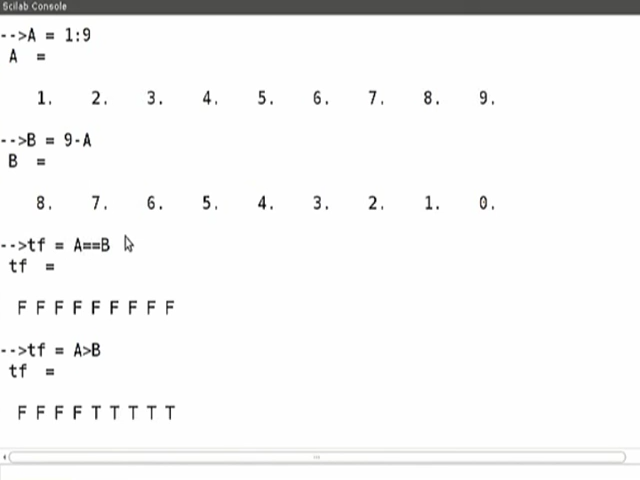 Scilab Console
-->A = 1:9
A =
1. 2. 3. 4. 5. 6. 7. 8. 9.
-->B = 9-A
B =
8. 7. 6. 5. 4. 3. 2. 1. 0.
-->tf = A==B
tf =
F F F F F F F F F
-->tf = A>B
tf =
F F F F T T T T T